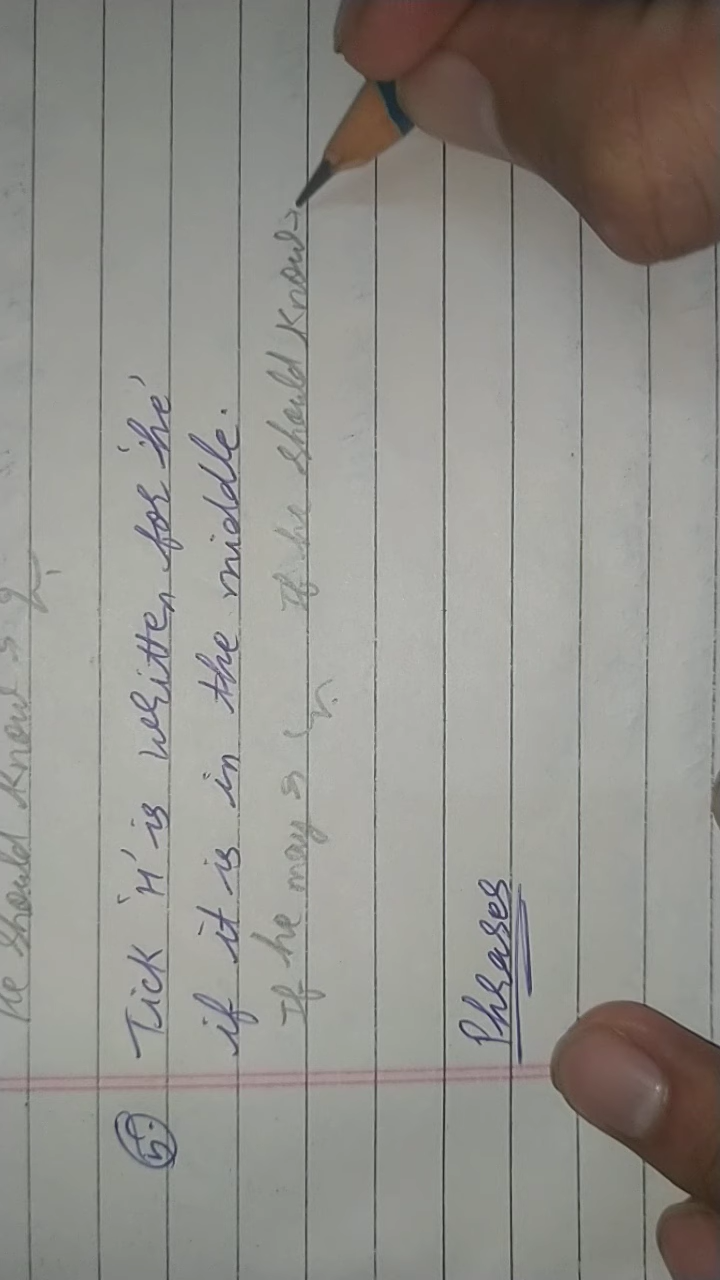 He should know →
5. Tick 'H' is written for 'he'
if it is in the middle.
If he may → If he should know →
Phrases